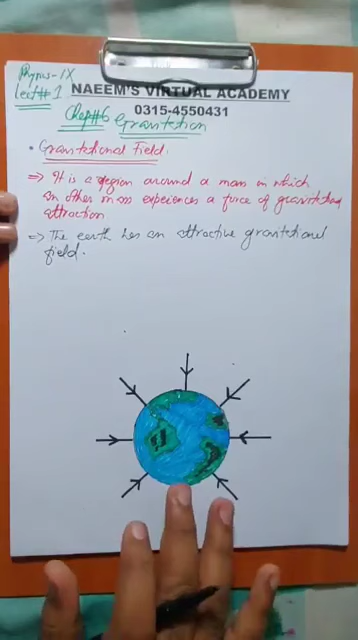 Physics-IX
Lect# 1
NAEEM'S VIRTUAL ACADEMY
0315-4550431
Chap#6 Gravitation
• Gravitational Field.
⇒ It is a region around a mass in which
an other mass experiences a force of gravitational
attraction.
⇒ The earth has an attractive gravitational
field.
g